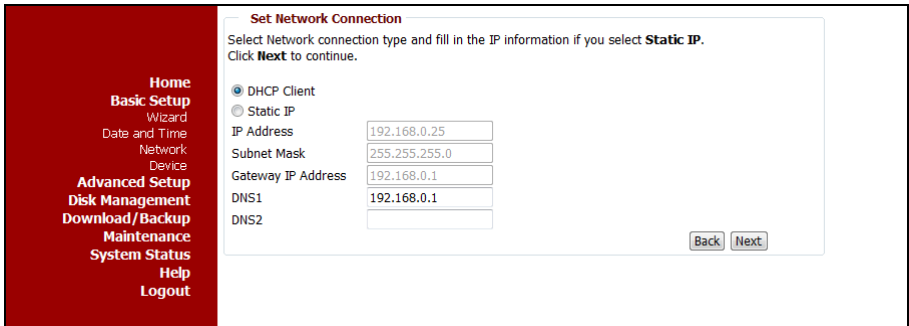 Home
Basic Setup
Wizard
Date and Time
Network
Device
Advanced Setup
Disk Management
Download/Backup
Maintenance
System Status
Help
Logout
Set Network Connection
Select Network connection type and fill in the IP information if you select Static IP.
Click Next to continue.
DHCP Client
Static IP
IP Address 192.168.0.25
Subnet Mask 255.255.255.0
Gateway IP Address 192.168.0.1
DNS1 192.168.0.1
DNS2
Back Next